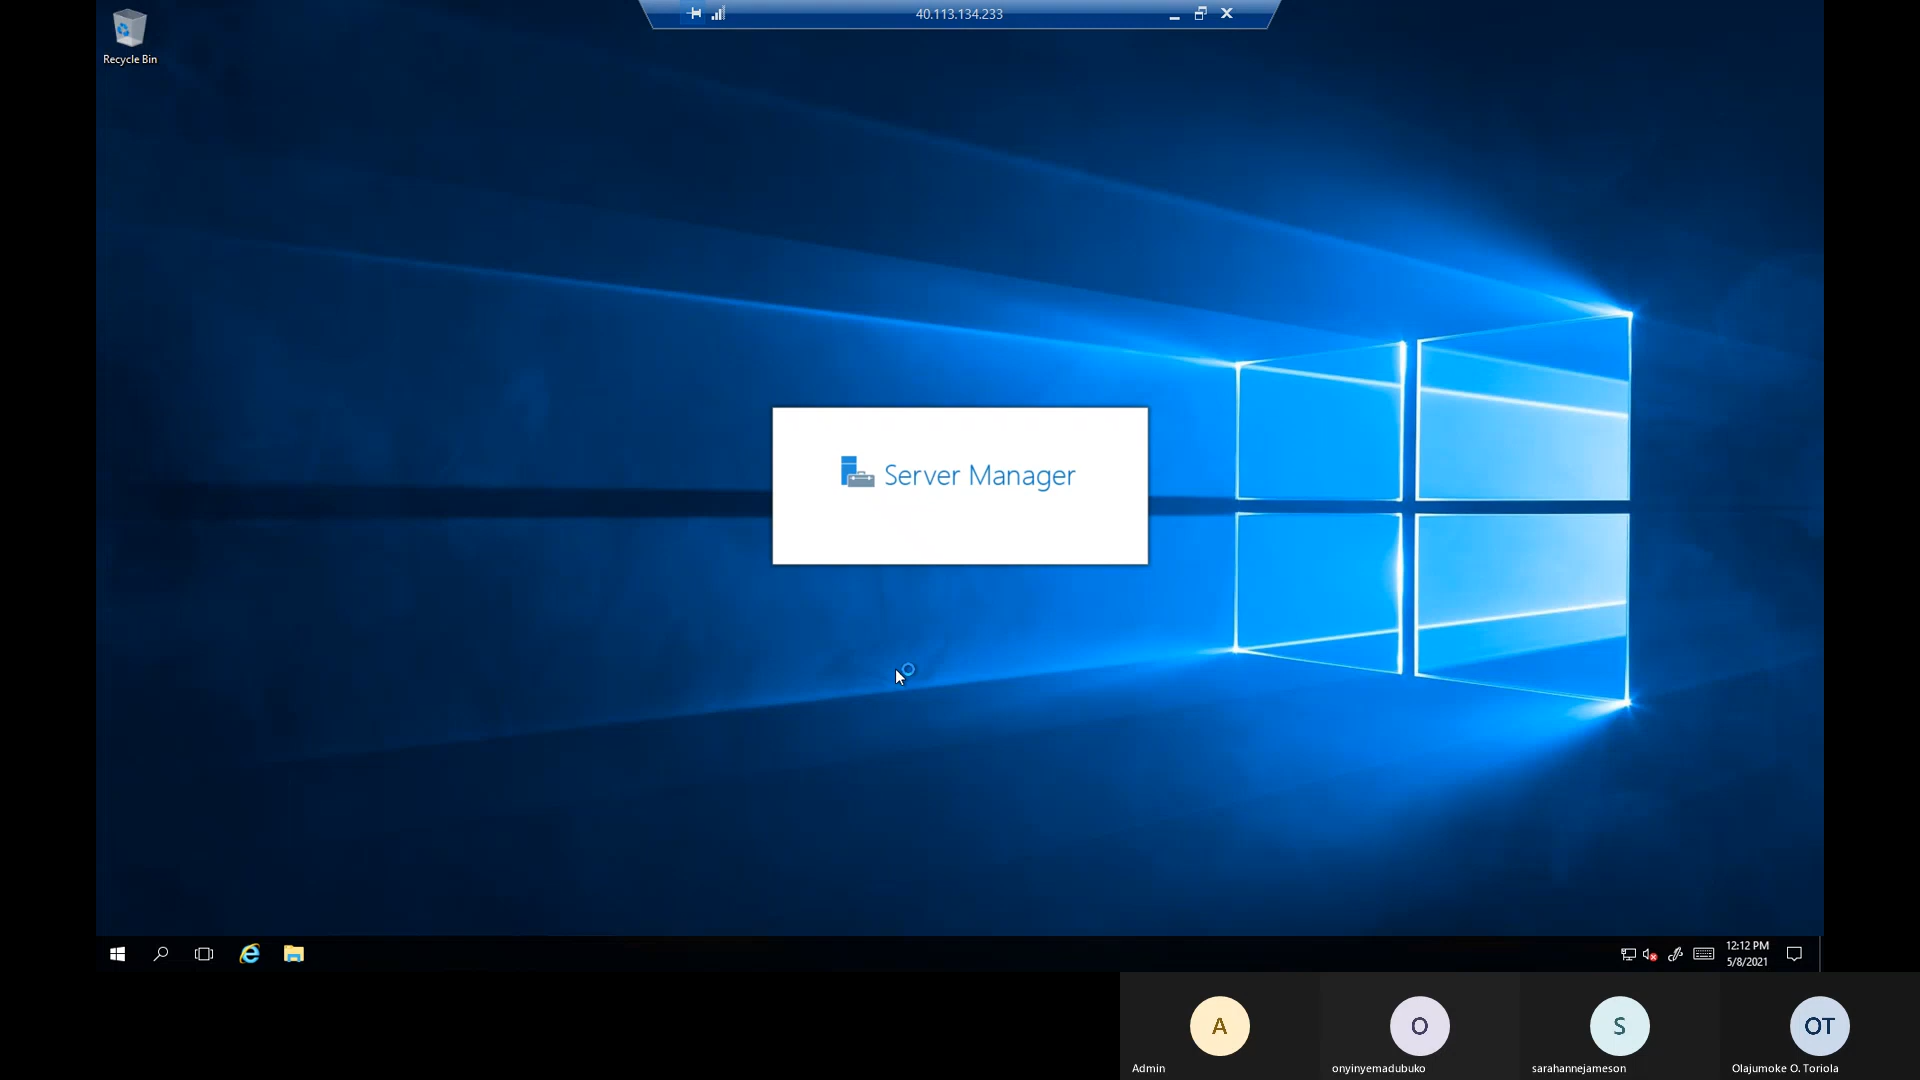 40.113.134.233
Recycle Bin
Server Manager
12:12 PM
5/8/2021
A
O
S
OT
Admin
onyinyemadubuko
sarahannejameson
Olajumoke O. Toriola